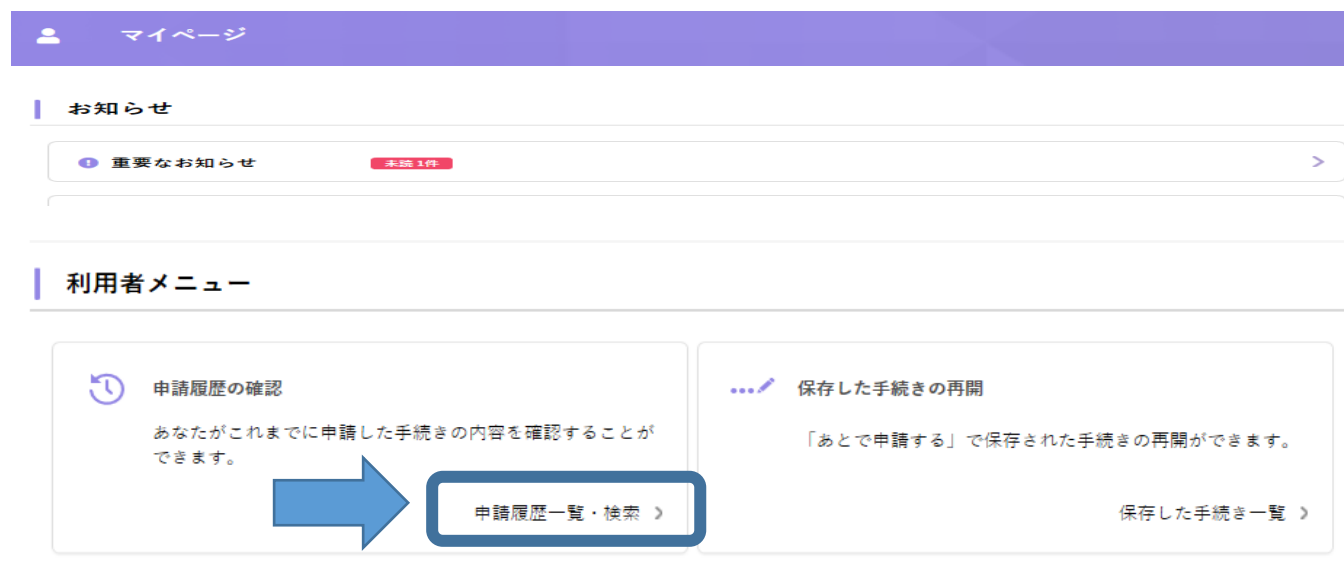 マイページ
お知らせ
重要なお知らせ 未読1件
利用者メニュー
申請履歴の確認
あなたがこれまでに申請した手続きの内容を確認することが
できます。
申請履歴一覧・検索
保存した手続きの再開
「あとで申請する」で保存された手続きの再開ができます。
保存した手続き一覧